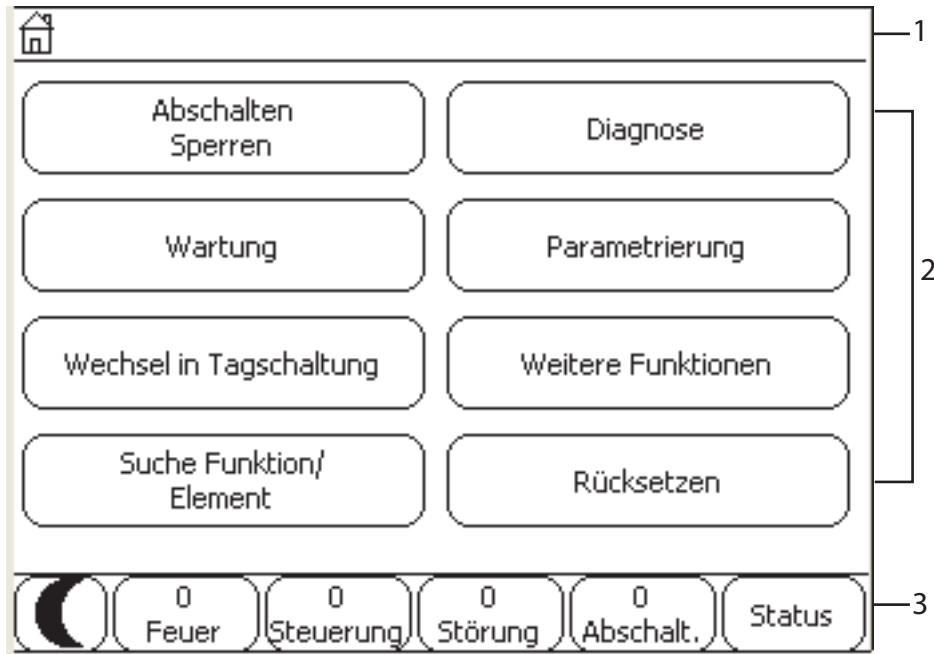 1
Abschalten
Sperren
Diagnose
Wartung
Parametrierung
2
Wechsel in Tagschaltung
Weitere Funktionen
Suche Funktion/
Element
Rücksetzen
0
Feuer
0
Steuerung
0
Störung
0
Abschalt.
Status
3